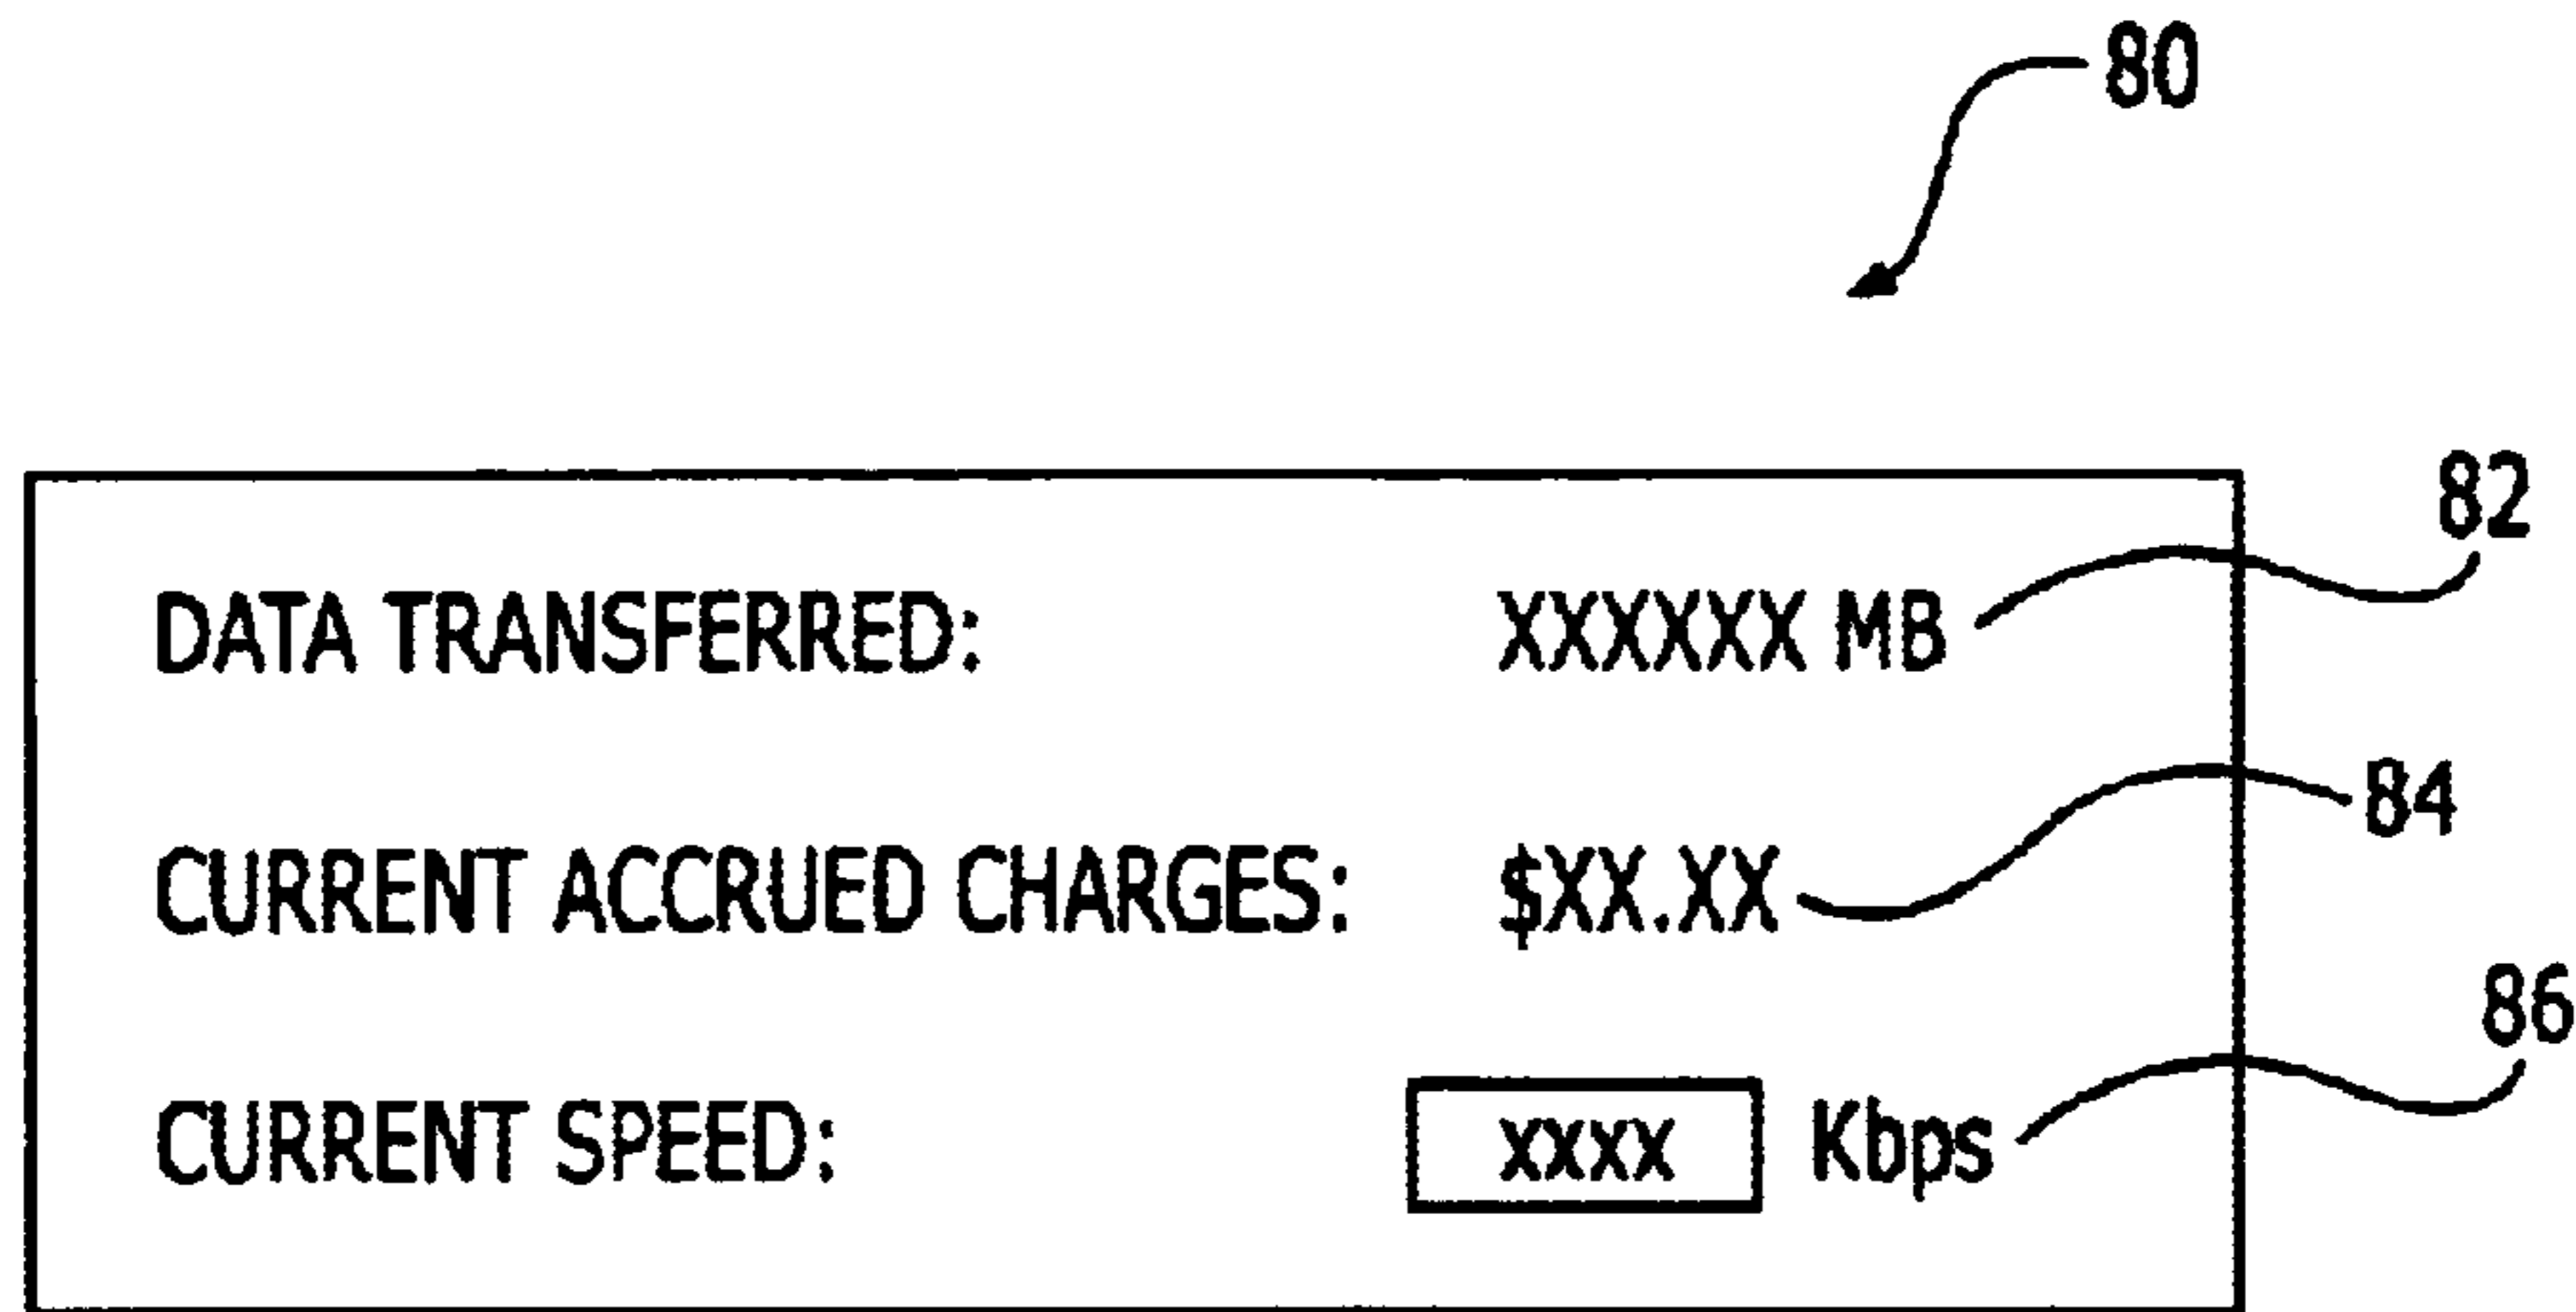 80
82
DATA TRANSFERRED: XXXXXX MB
84
CURRENT ACCRUED CHARGES: $XX.XX
86
CURRENT SPEED: XXXX Kbps